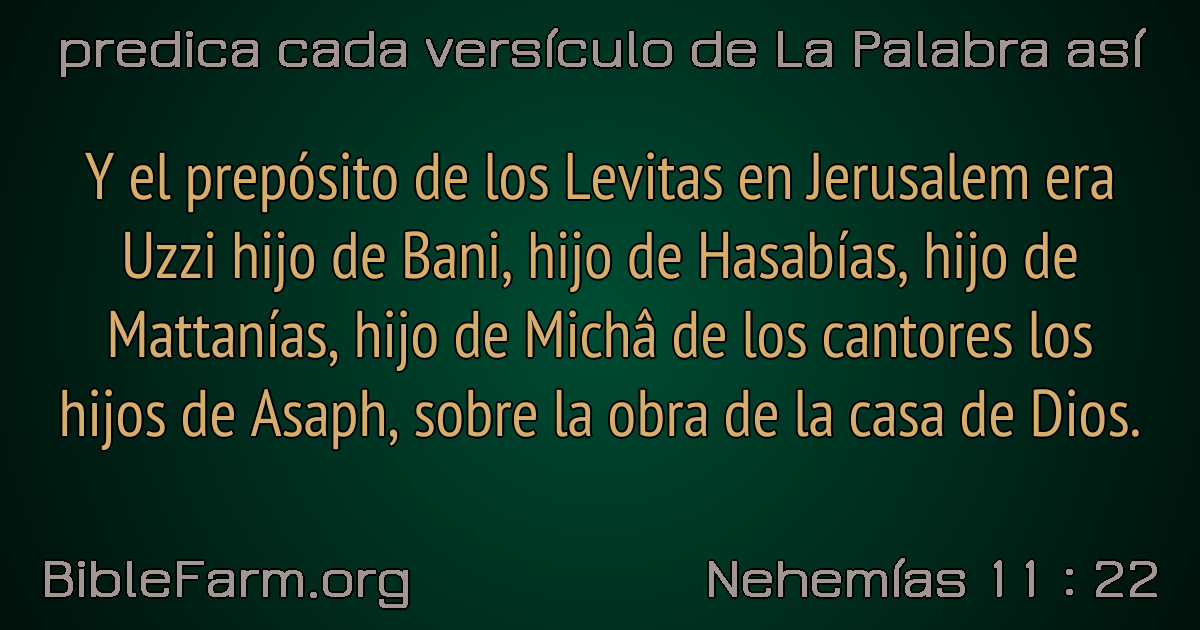 predica cada versículo de La Palabra así
Y el prepósito de los Levitas en Jerusalem era
Uzzi hijo de Bani, hijo de Hasabías, hijo de
Mattanías, hijo de Michâ de los cantores los
hijos de Asaph, sobre la obra de la casa de Dios.
BibleFarm.org
Nehemías 11 : 22